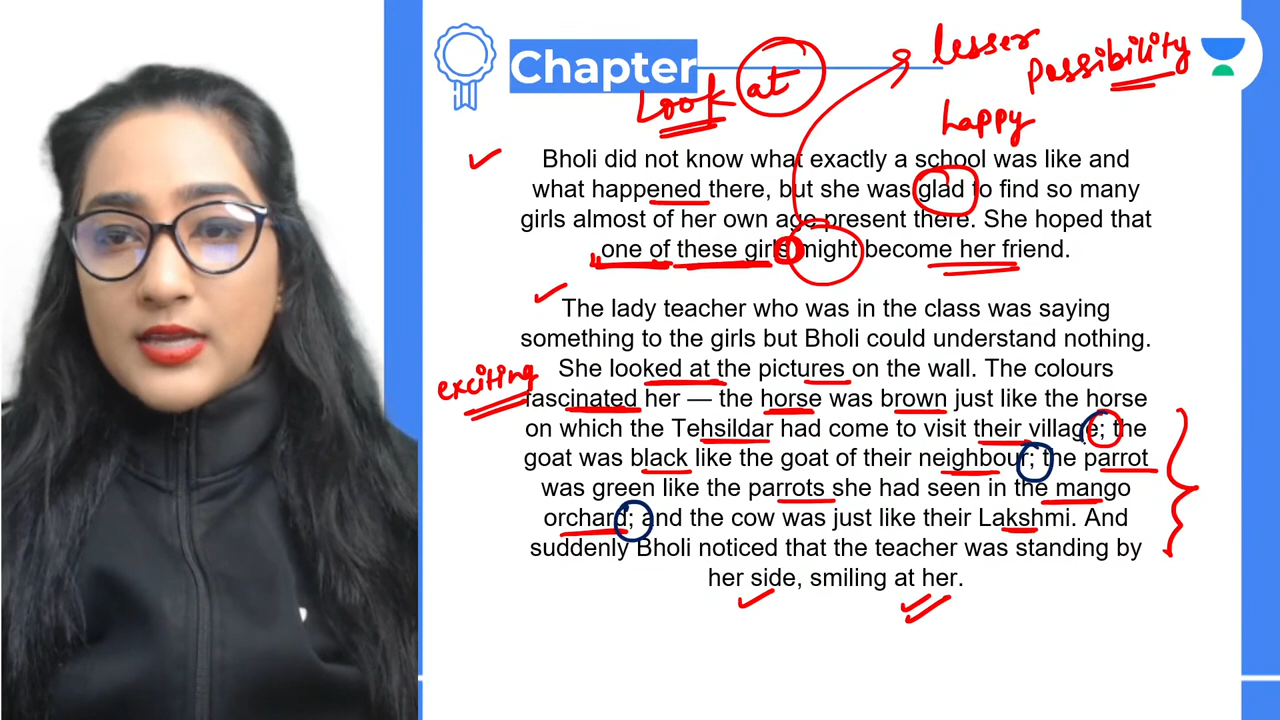 Chapter
Look at
lesser
possibility
happy
Bholi did not know what exactly a school was like and
what happened there, but she was glad to find so many
girls almost of her own age present there. She hoped that
one of these girls might become her friend.
The lady teacher who was in the class was saying
something to the girls but Bholi could understand nothing.
She looked at the pictures on the wall. The colours
exciting
fascinated her — the horse was brown just like the horse
on which the Tehsildar had come to visit their village; the
goat was black like the goat of their neighbour; the parrot
was green like the parrots she had seen in the mango
orchard; and the cow was just like their Lakshmi. And
suddenly Bholi noticed that the teacher was standing by
her side, smiling at her.